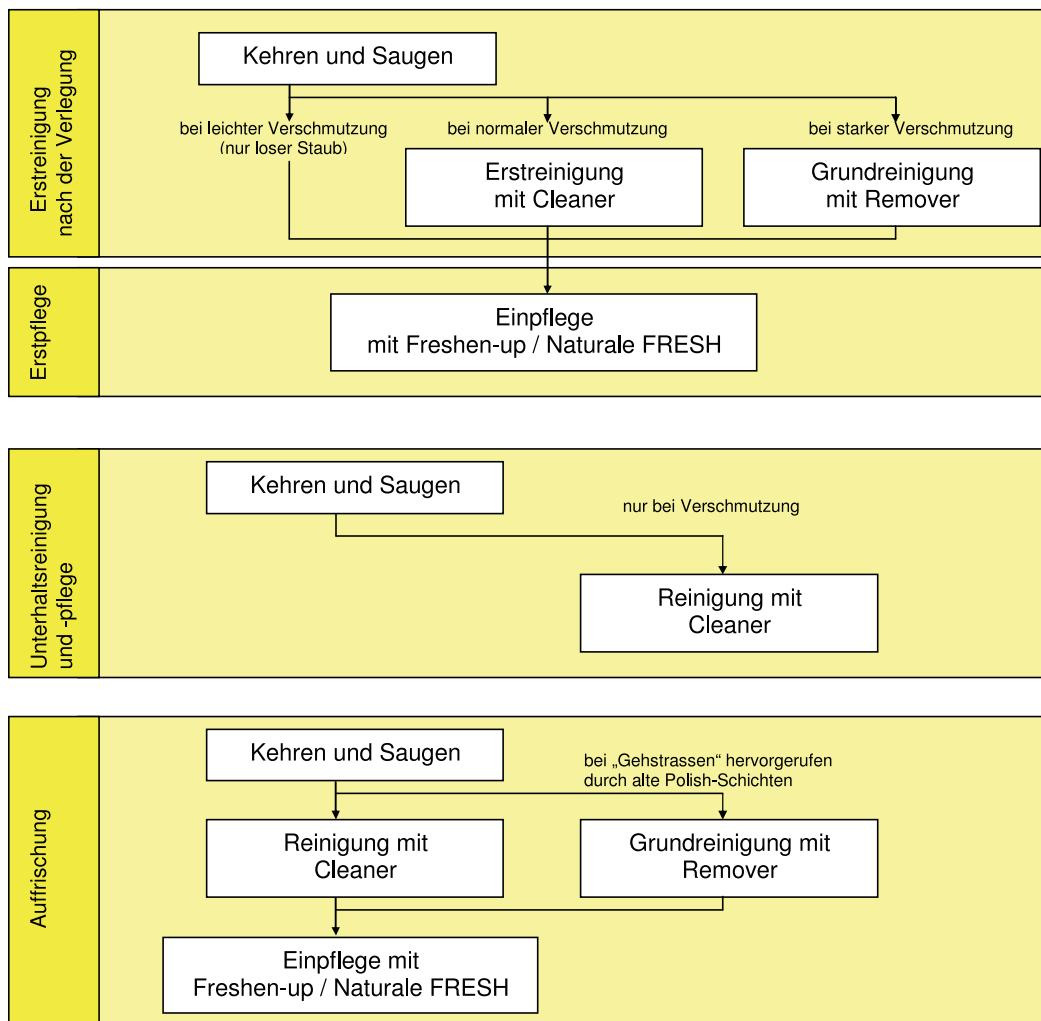 Erstreinigung
nach der Verlegung
Kehren und Saugen
bei leichter Verschmutzung
(nur loser Staub)
bei normaler Verschmutzung
bei starker Verschmutzung
Erstreinigung
mit Cleaner
Grundreinigung
mit Remover
Erstpflege
Einpflege
mit Freshen-up / Naturale FRESH
Unterhaltsreinigung
und -pflege
Kehren und Saugen
nur bei Verschmutzung
Reinigung mit
Cleaner
Auffrischung
Kehren und Saugen
bei „Gehstrassen“ hervorgerufen
durch alte Polish-Schichten
Reinigung mit
Cleaner
Grundreinigung mit
Remover
Einpflege mit
Freshen-up / Naturale FRESH